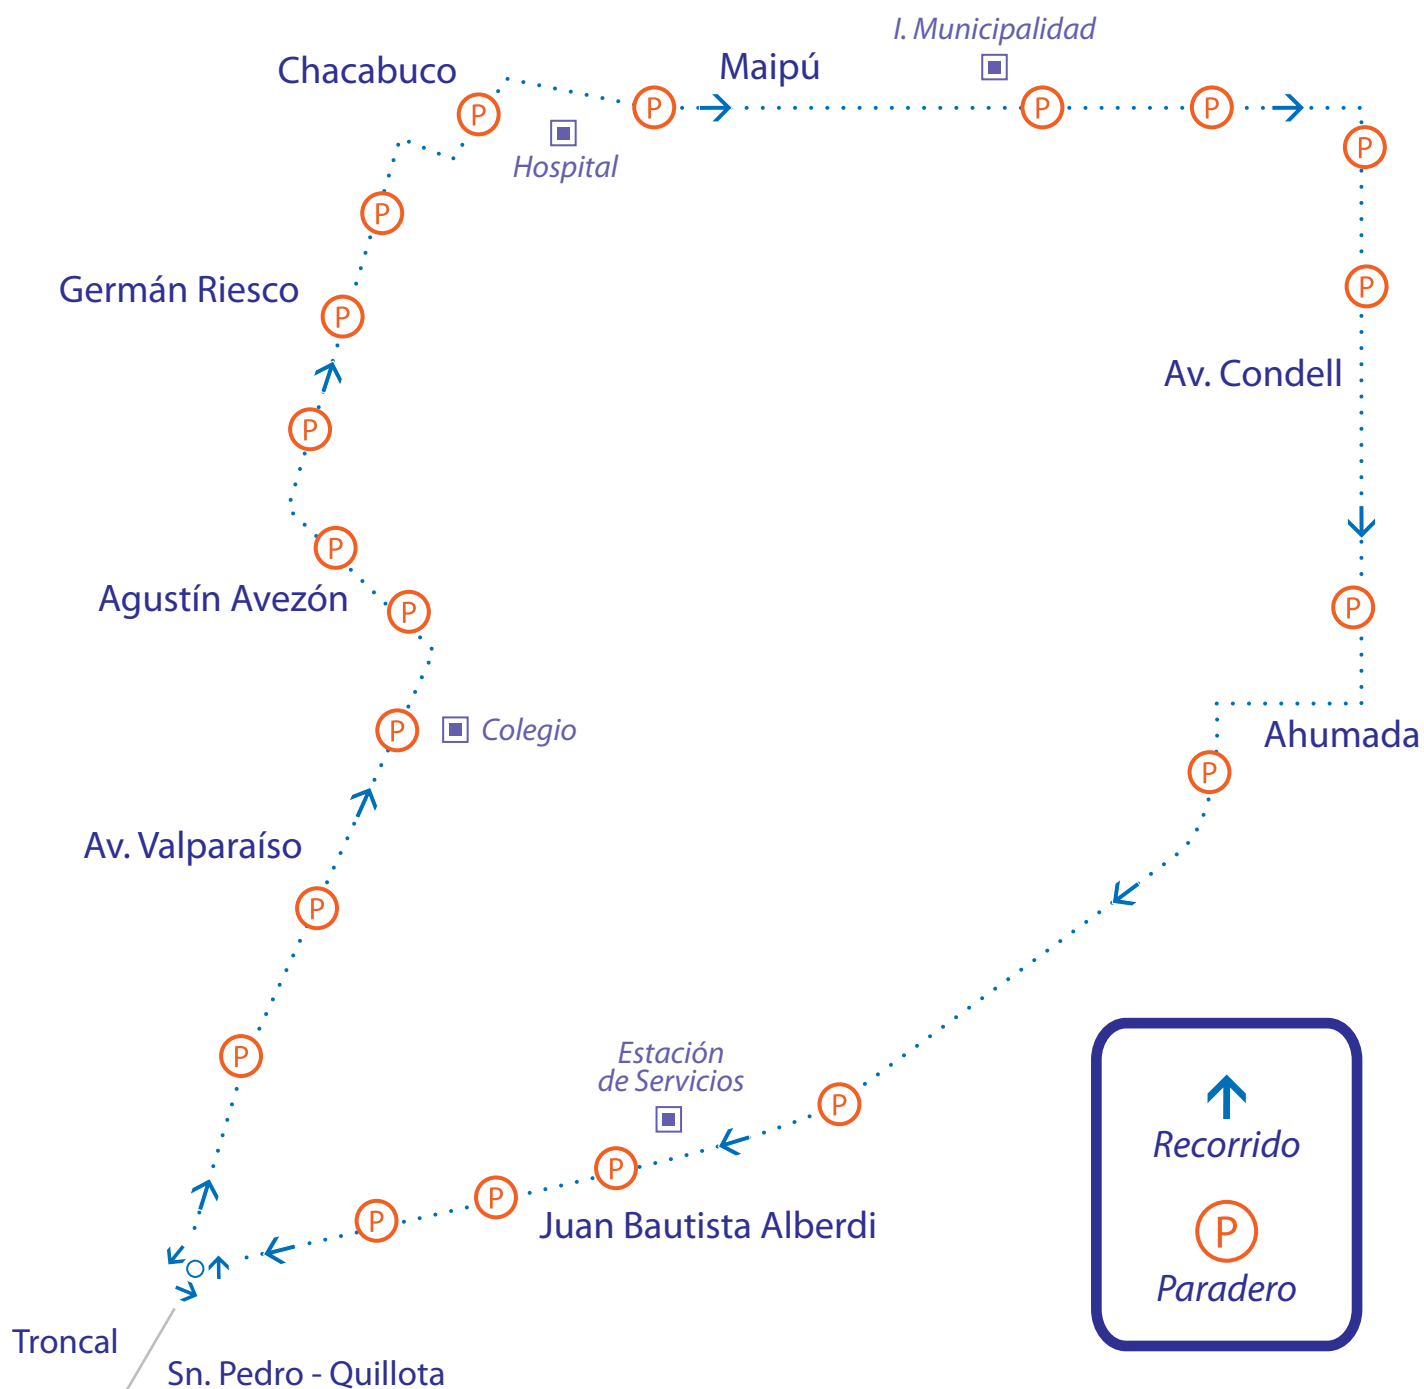 I. Municipalidad
Chacabuco
Maipú
P
P
P
P
P
Hospital
P
P
Germán Riesco
P
P
Av. Condell
P
P
Agustín Avezón
P
P
P
Colegio
Ahumada
P
Av. Valparaíso
P
P
Estación
de Servicios
P
P
P
P
Juan Bautista Alberdi
Recorrido
P
Paradero
Troncal
Sn. Pedro - Quillota